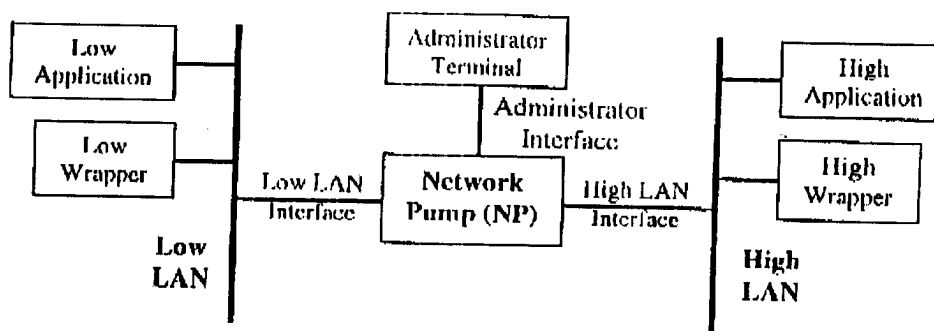 Low
Application
Low
Wrapper
Low LAN
Interface
Low
LAN
Administrator
Terminal
Administrator
Interface
Network
Pump (NP)
High LAN
Interface
High
Application
High
Wrapper
High
LAN